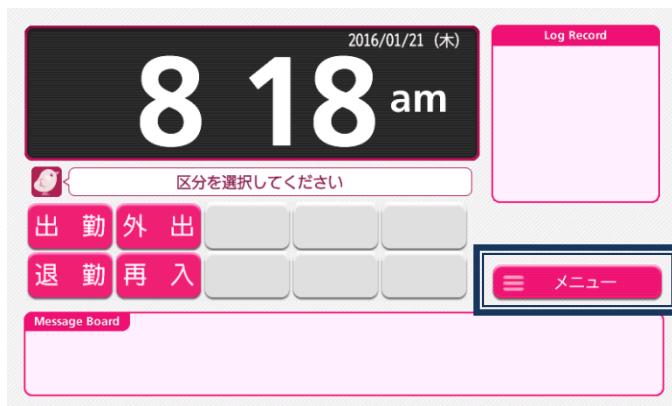 2016/01/21 (木)
8 18 am
Log Record
区分を選択してください
出 勤 外 出
退 勤 再 入
メニュー
Message Board